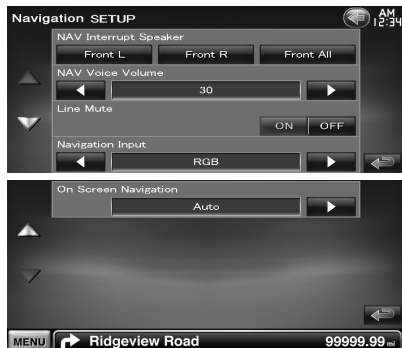 Navigation SETUP
AM
12:34
NAV Interrupt Speaker
Front L Front R Front All
NAV Voice Volume
30
Line Mute
ON OFF
Navigation Input
RGB
On Screen Navigation
Auto
MENU Ridgeview Road 99999.99 mi